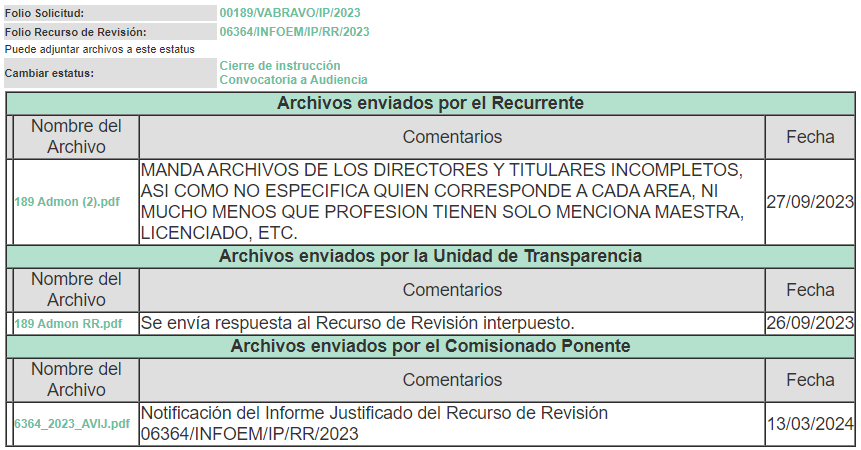 Folio Solicitud: 00189/VABRAVO/IP/2023
Folio Recurso de Revisión: 06364/INFOEM/IP/RR/2023
Puede adjuntar archivos a este estatus
Cambiar estatus: Cierre de instrucción
Convocatoria a Audiencia
Archivos enviados por el Recurrente
Nombre del Archivo Comentarios Fecha
189 Admon (2).pdf MANDA ARCHIVOS DE LOS DIRECTORES Y TITULARES INCOMPLETOS,
ASI COMO NO ESPECIFICA QUIEN CORRESPONDE A CADA AREA, NI
MUCHO MENOS QUE PROFESION TIENEN SOLO MENCIONA MAESTRA,
LICENCIADO, ETC. 27/09/2023
Archivos enviados por la Unidad de Transparencia
Nombre del Archivo Comentarios Fecha
189 Admon RR.pdf Se envía respuesta al Recurso de Revisión interpuesto. 26/09/2023
Archivos enviados por el Comisionado Ponente
Nombre del Archivo Comentarios Fecha
6364_2023_AVIJ.pdf Notificación del Informe Justificado del Recurso de Revisión
06364/INFOEM/IP/RR/2023 13/03/2024